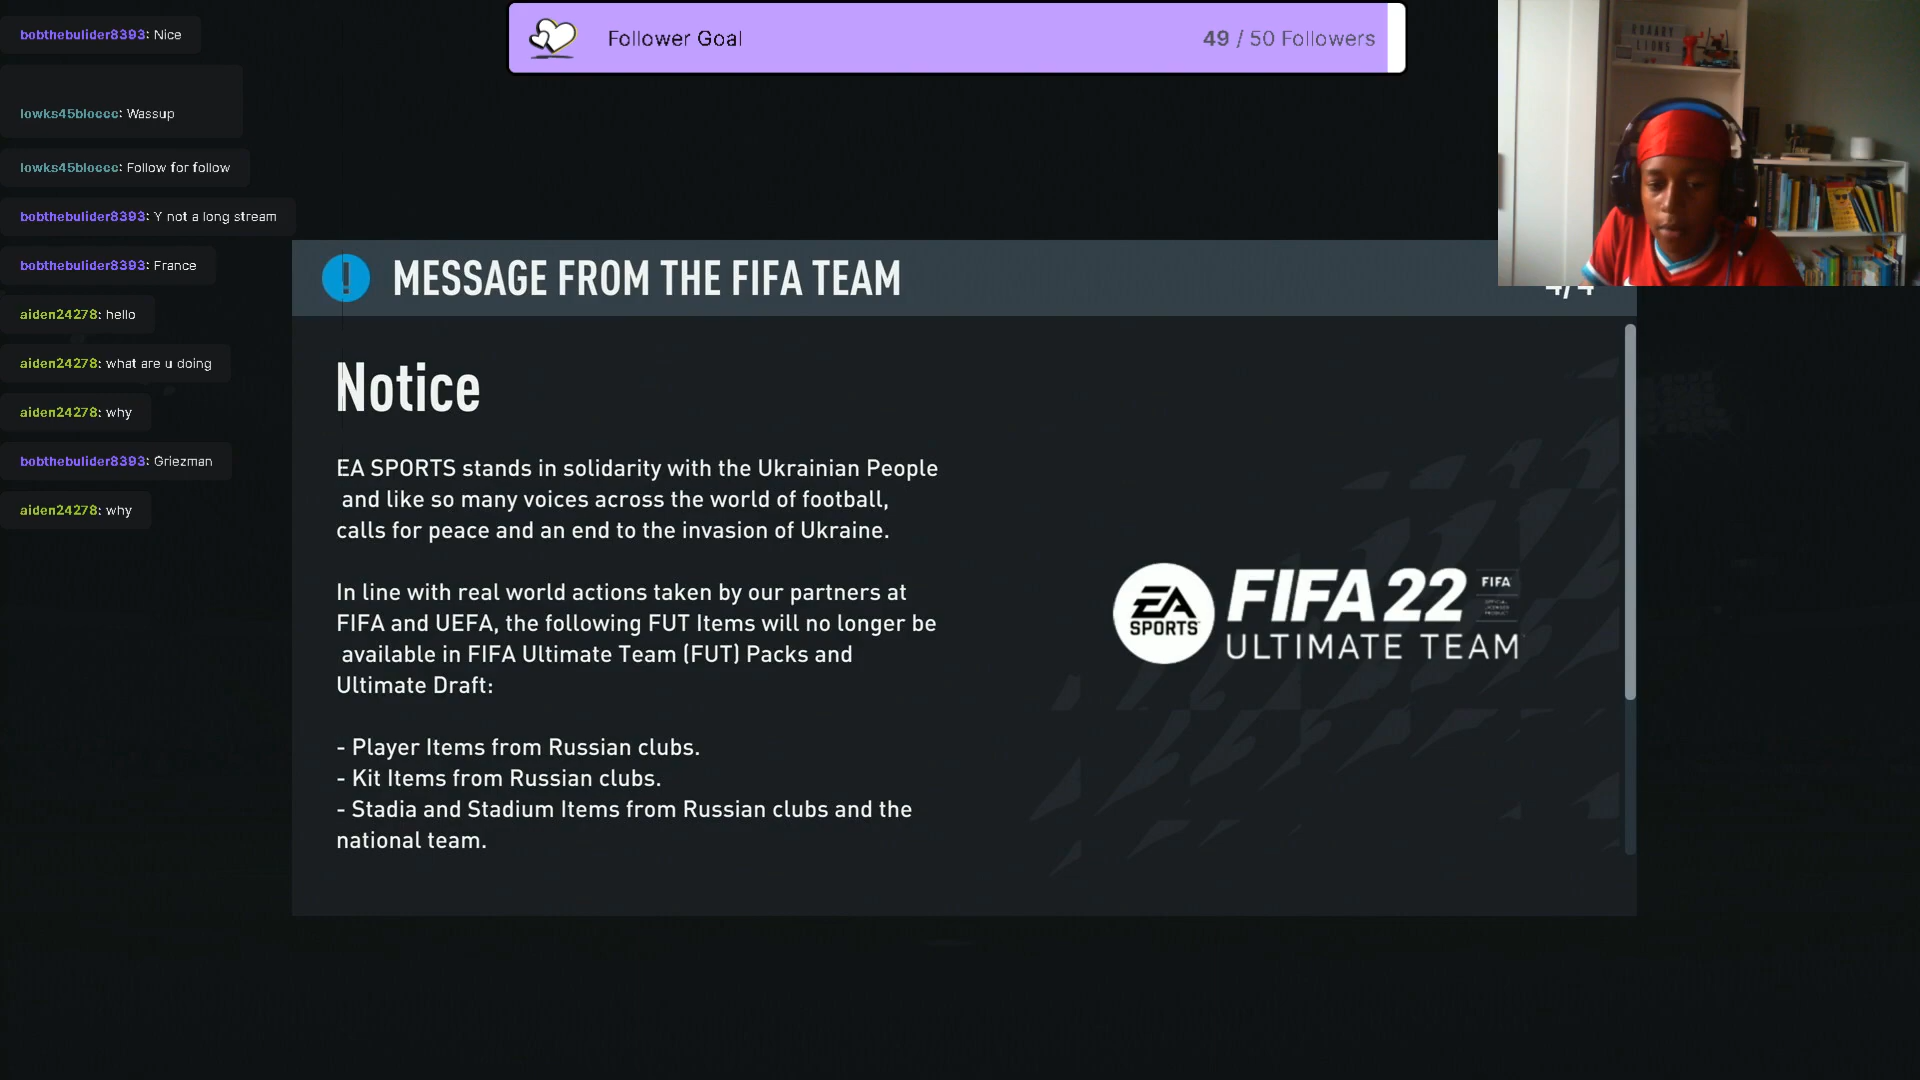 bobthebulider8393: Nice
lowks45bloccc: Wassup
lowks45bloccc: Follow for follow
bobthebulider8393: Y not a long stream
bobthebulider8393: France
aiden24278: hello
aiden24278: what are u doing
aiden24278: why
bobthebulider8393: Griezman
aiden24278: why
Follower Goal
49 / 50 Followers
MESSAGE FROM THE FIFA TEAM
4/4
Notice
EA SPORTS stands in solidarity with the Ukrainian People
and like so many voices across the world of football,
calls for peace and an end to the invasion of Ukraine.
In line with real world actions taken by our partners at
FIFA and UEFA, the following FUT Items will no longer be
available in FIFA Ultimate Team (FUT) Packs and
Ultimate Draft:
- Player Items from Russian clubs.
- Kit Items from Russian clubs.
- Stadia and Stadium Items from Russian clubs and the
national team.
EA
SPORTS
FIFA 22
ULTIMATE TEAM
FIFA